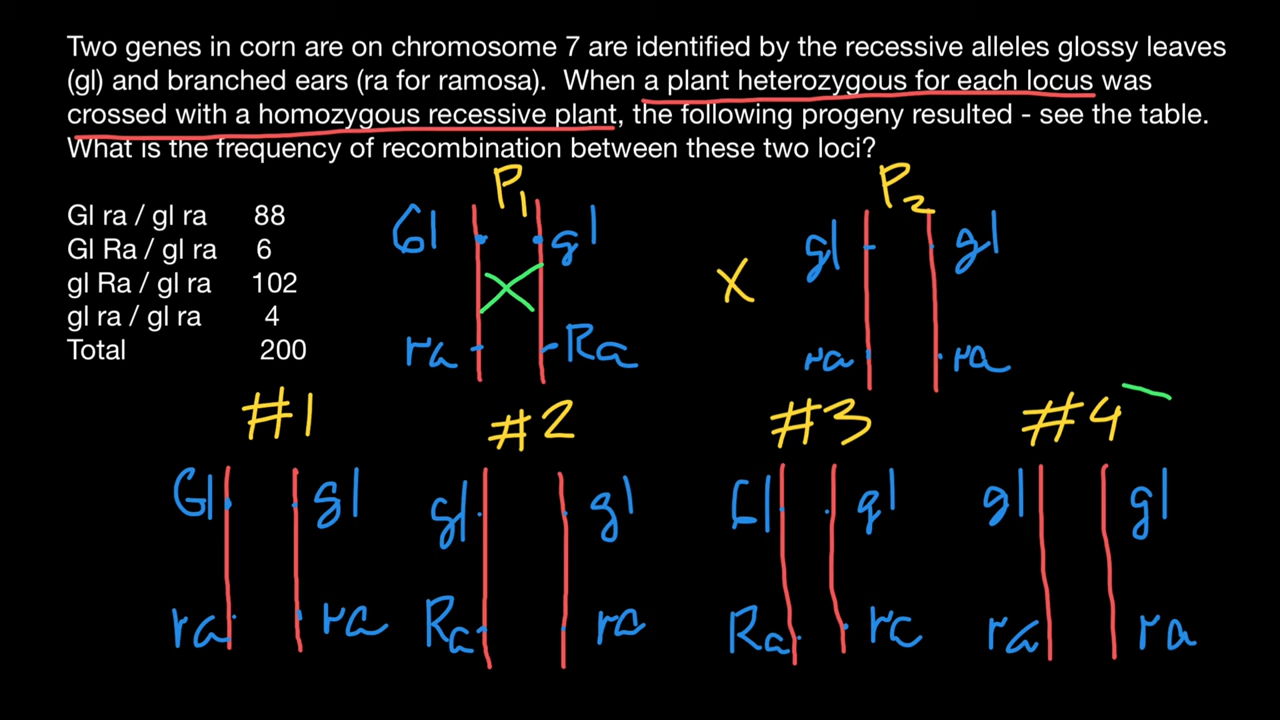 Two genes in corn are on chromosome 7 are identified by the recessive alleles glossy leaves
(gl) and branched ears (ra for ramosa).  When a plant heterozygous for each locus was
crossed with a homozygous recessive plant, the following progeny resulted - see the table.
What is the frequency of recombination between these two loci?
P1 P2
Gl ra / gl ra 88
Gl Ra / gl ra 6
gl Ra / gl ra 102
gl ra / gl ra 4
Total 200
Gl gl X gl gl
ra Ra ra ra
#1 #2 #3 #4
Gl gl gl gl Gl gl gl gl
ra ra Ra ra Ra ra ra ra